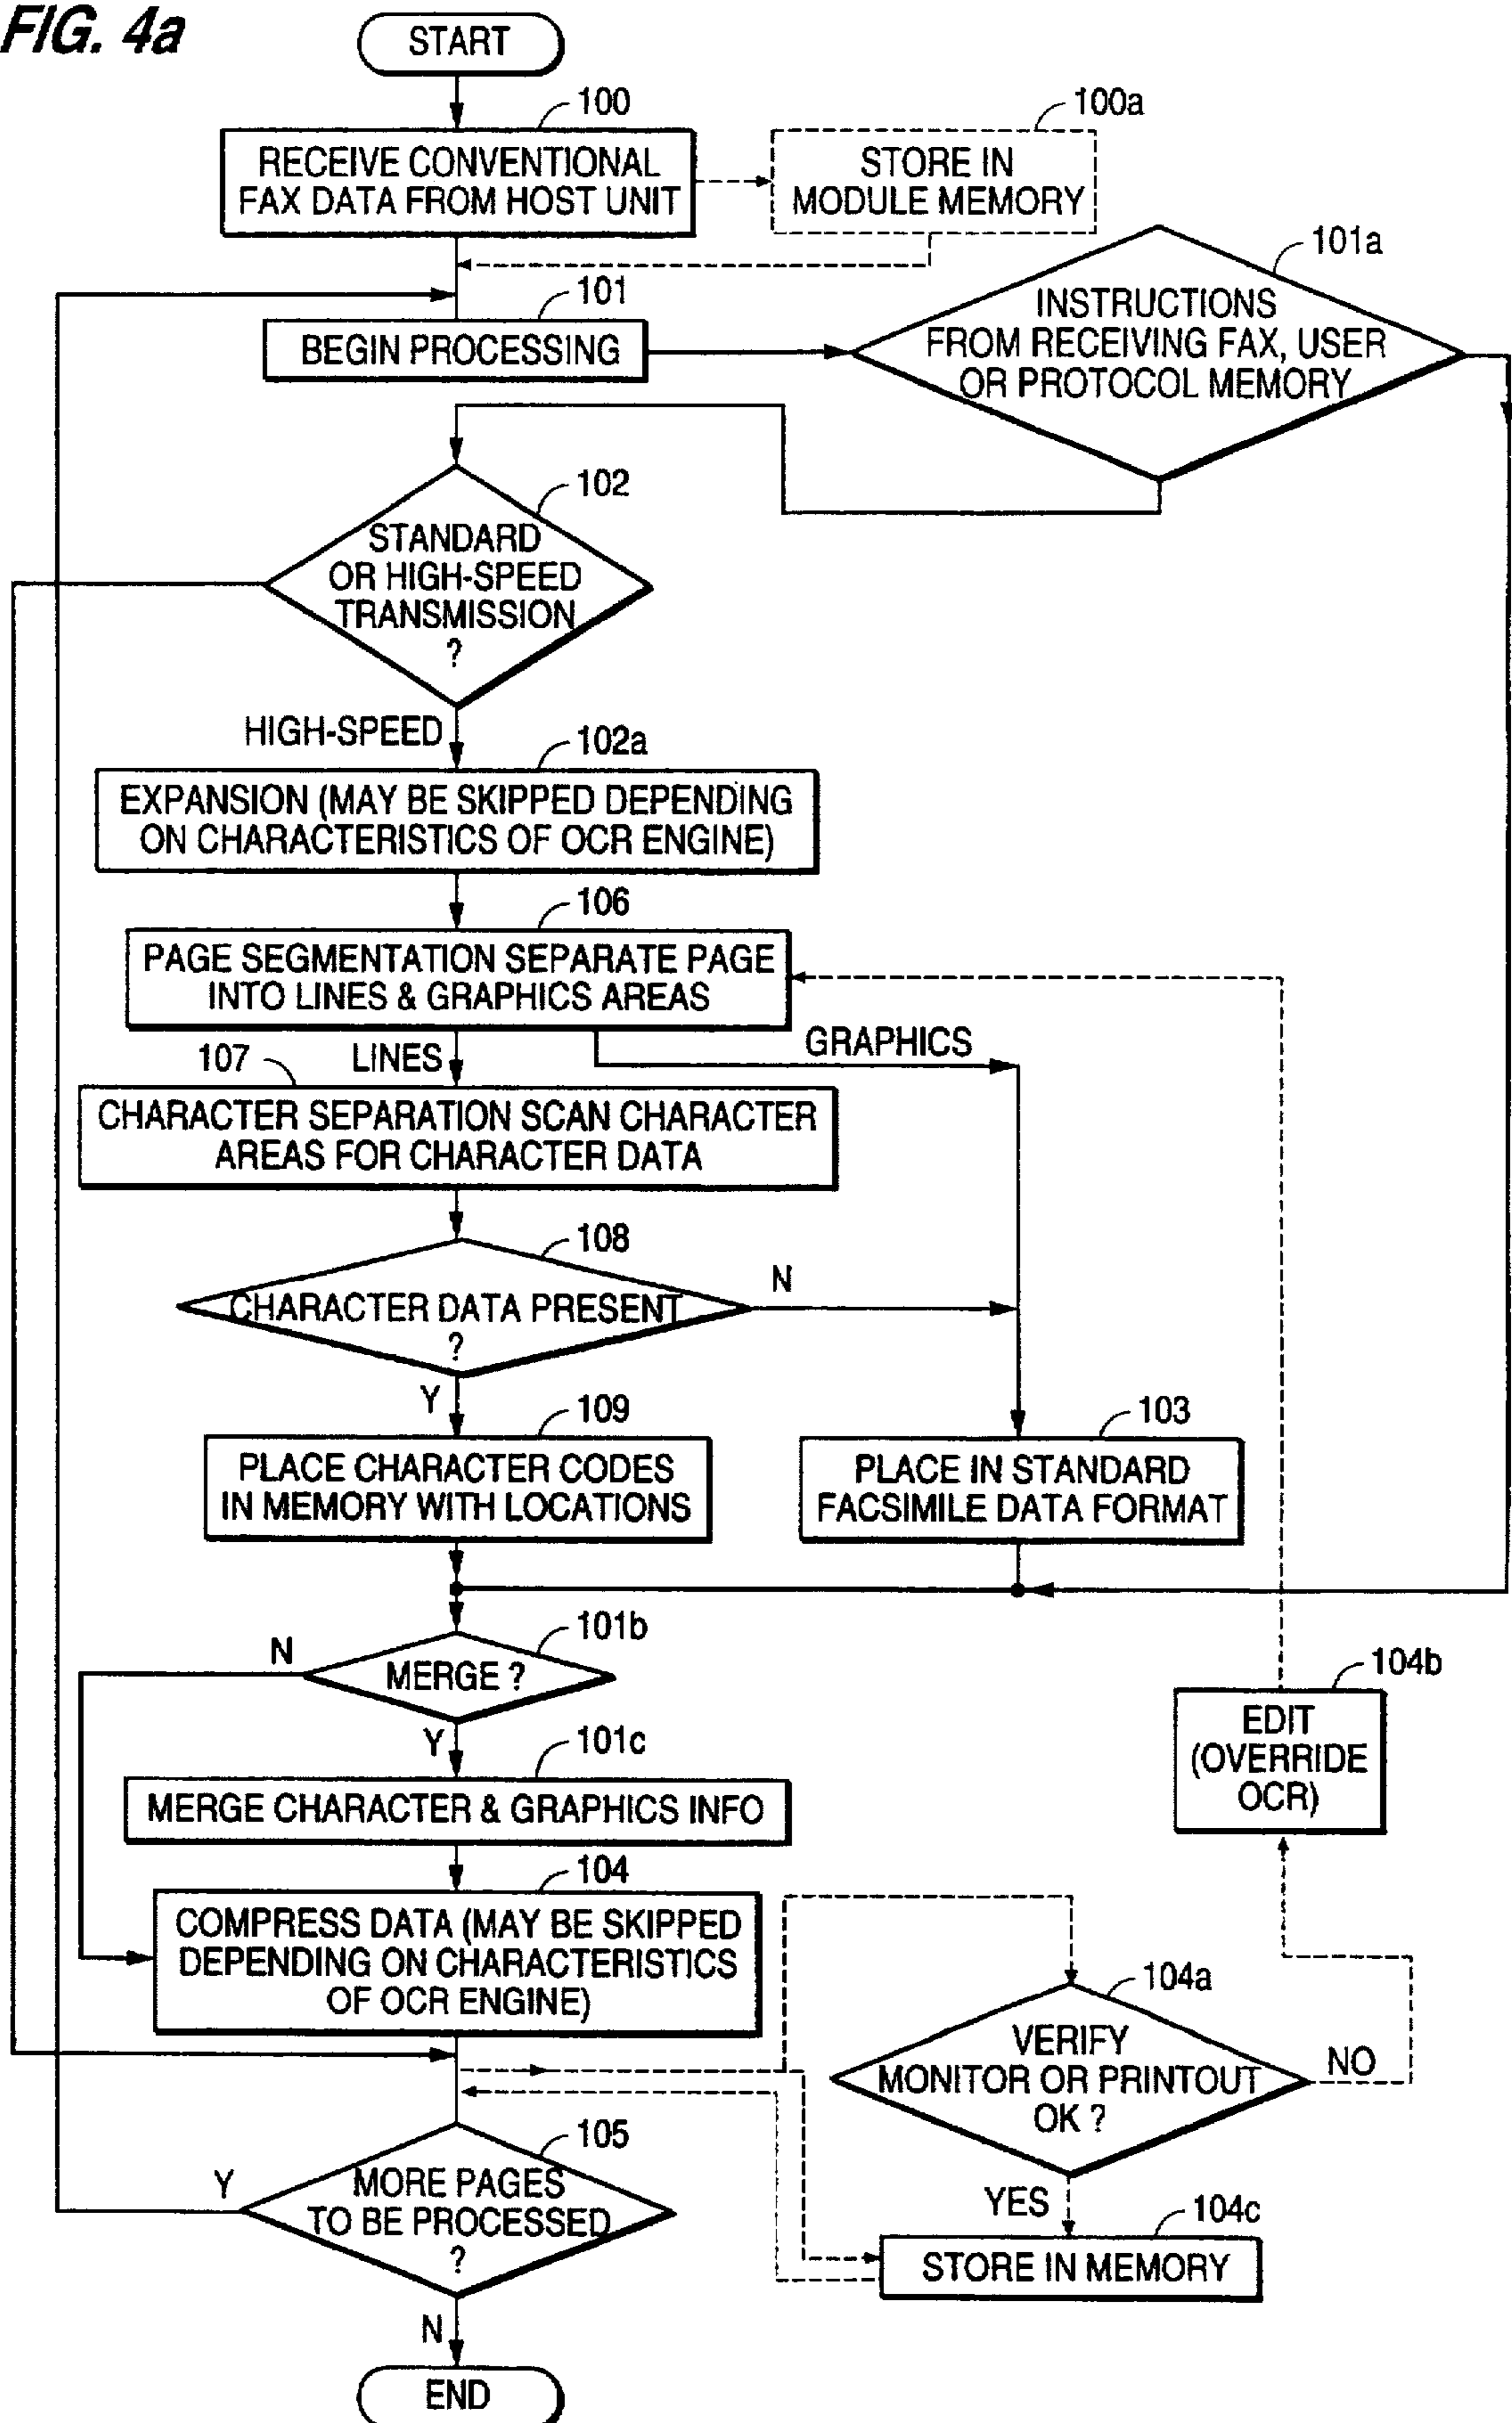 FIG. 4a
START
100
RECEIVE CONVENTIONAL
FAX DATA FROM HOST UNIT
100a
STORE IN
MODULE MEMORY
101
BEGIN PROCESSING
101a
INSTRUCTIONS
FROM RECEIVING FAX, USER
OR PROTOCOL MEMORY
102
STANDARD
OR HIGH-SPEED
TRANSMISSION
?
HIGH-SPEED
102a
EXPANSION (MAY BE SKIPPED DEPENDING
ON CHARACTERISTICS OF OCR ENGINE)
106
PAGE SEGMENTATION SEPARATE PAGE
INTO LINES & GRAPHICS AREAS
GRAPHICS
107
LINES
CHARACTER SEPARATION SCAN CHARACTER
AREAS FOR CHARACTER DATA
108
CHARACTER DATA PRESENT
?
N
Y
109
PLACE CHARACTER CODES
IN MEMORY WITH LOCATIONS
103
PLACE IN STANDARD
FACSIMILE DATA FORMAT
101b
N
MERGE ?
Y
101c
MERGE CHARACTER & GRAPHICS INFO
104b
EDIT
(OVERRIDE
OCR)
104
COMPRESS DATA (MAY BE SKIPPED
DEPENDING ON CHARACTERISTICS
OF OCR ENGINE)
104a
VERIFY
MONITOR OR PRINTOUT
OK ?
NO
YES
104c
STORE IN MEMORY
105
Y
MORE PAGES
TO BE PROCESSED
?
N
END